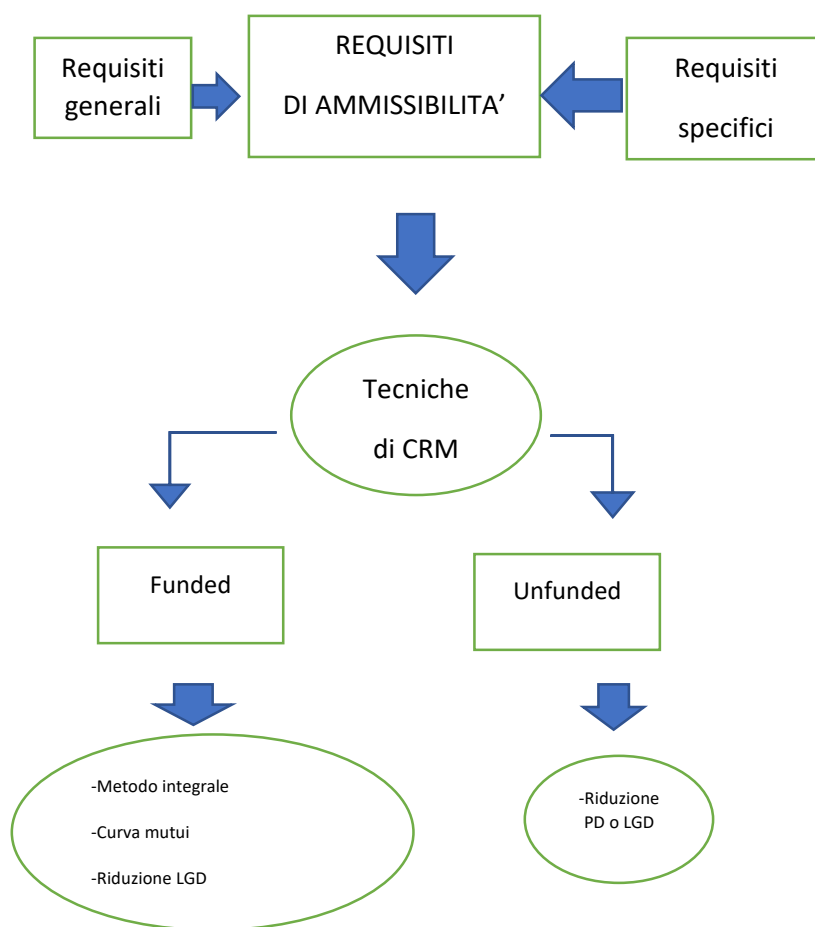 Requisiti
generali
REQUISITI
DI AMMISSIBILITA’
Requisiti
specifici
Tecniche
di CRM
Funded
Unfunded
-Metodo integrale
-Curva mutui
-Riduzione LGD
-Riduzione
PD o LGD